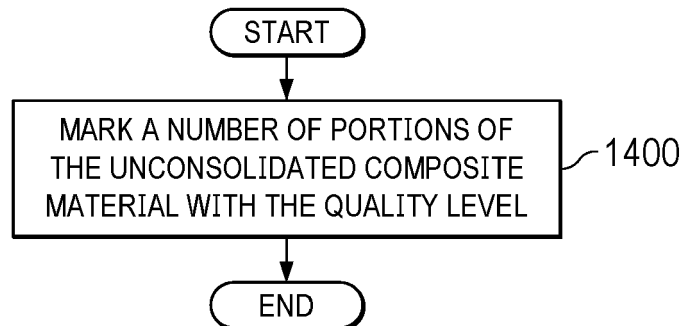 START
MARK A NUMBER OF PORTIONS OF
THE UNCONSOLIDATED COMPOSITE
MATERIAL WITH THE QUALITY LEVEL
1400
END